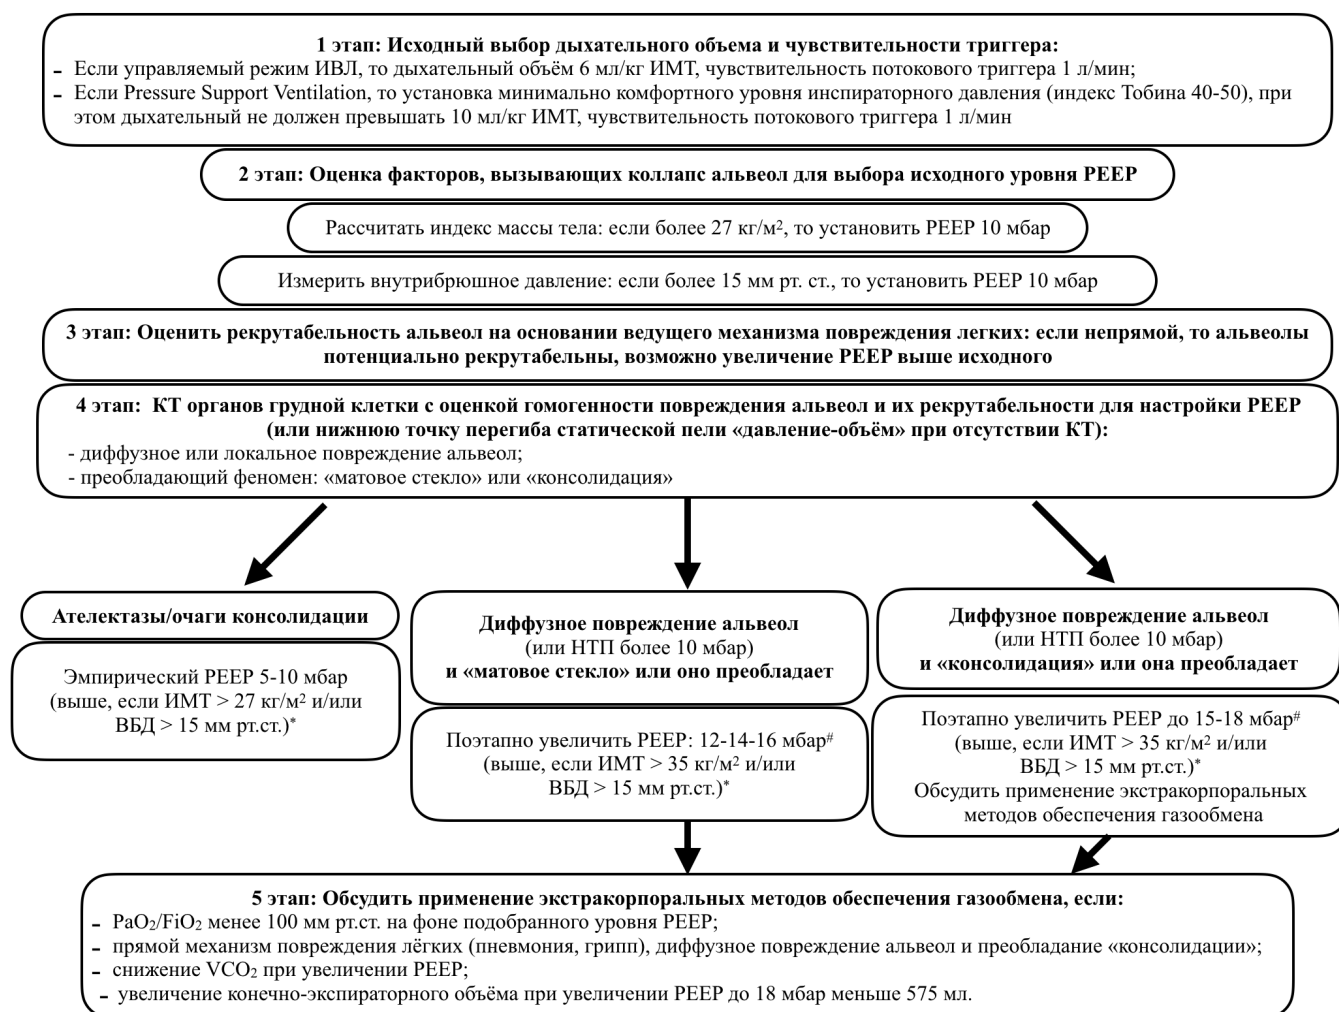 1 этап: Исходный выбор дыхательного объема и чувствительности триггера:
- Если управляемый режим ИВЛ, то дыхательный объём 6 мл/кг ИМТ, чувствительность потокового триггера 1 л/мин;
- Если Pressure Support Ventilation, то установка минимально комфортного уровня инспираторного давления (индекс Тобина 40-50), при
этом дыхательный не должен превышать 10 мл/кг ИМТ, чувствительность потокового триггера 1 л/мин
2 этап: Оценка факторов, вызывающих коллапс альвеол для выбора исходного уровня PEEP
Рассчитать индекс массы тела: если более 27 кг/м², то установить PEEP 10 мбар
Измерить внутрибрюшное давление: если более 15 мм рт. ст., то установить PEEP 10 мбар
3 этап: Оценить рекрутабельность альвеол на основании ведущего механизма повреждения легких: если непрямой, то альвеолы
потенциально рекрутабельны, возможно увеличение PEEP выше исходного
4 этап: КТ органов грудной клетки с оценкой гомогенности повреждения альвеол и их рекрутабельности для настройки PEEP
(или нижнюю точку перегиба статической пели «давление-объём» при отсутствии КТ):
- диффузное или локальное повреждение альвеол;
- преобладающий феномен: «матовое стекло» или «консолидация»
Ателектазы/очаги консолидации
Эмпирический PEEP 5-10 мбар
(выше, если ИМТ > 27 кг/м² и/или
ВБД > 15 мм рт.ст.)*
Диффузное повреждение альвеол
(или НТП более 10 мбар)
и «матовое стекло» или оно преобладает
Поэтапно увеличить PEEP: 12-14-16 мбар#
(выше, если ИМТ > 35 кг/м² и/или
ВБД > 15 мм рт.ст.)*
Диффузное повреждение альвеол
(или НТП более 10 мбар)
и «консолидация» или она преобладает
Поэтапно увеличить PEEP до 15-18 мбар#
(выше, если ИМТ > 35 кг/м² и/или
ВБД > 15 мм рт.ст.)*
Обсудить применение экстракорпоральных
методов обеспечения газообмена
5 этап: Обсудить применение экстракорпоральных методов обеспечения газообмена, если:
- PaO₂/FiO₂ менее 100 мм рт.ст. на фоне подобранного уровня PEEP;
- прямой механизм повреждения лёгких (пневмония, грипп), диффузное повреждение альвеол и преобладание «консолидации»;
- снижение VCO₂ при увеличении PEEP;
- увеличение конечно-экспираторного объёма при увеличении PEEP до 18 мбар меньше 575 мл.